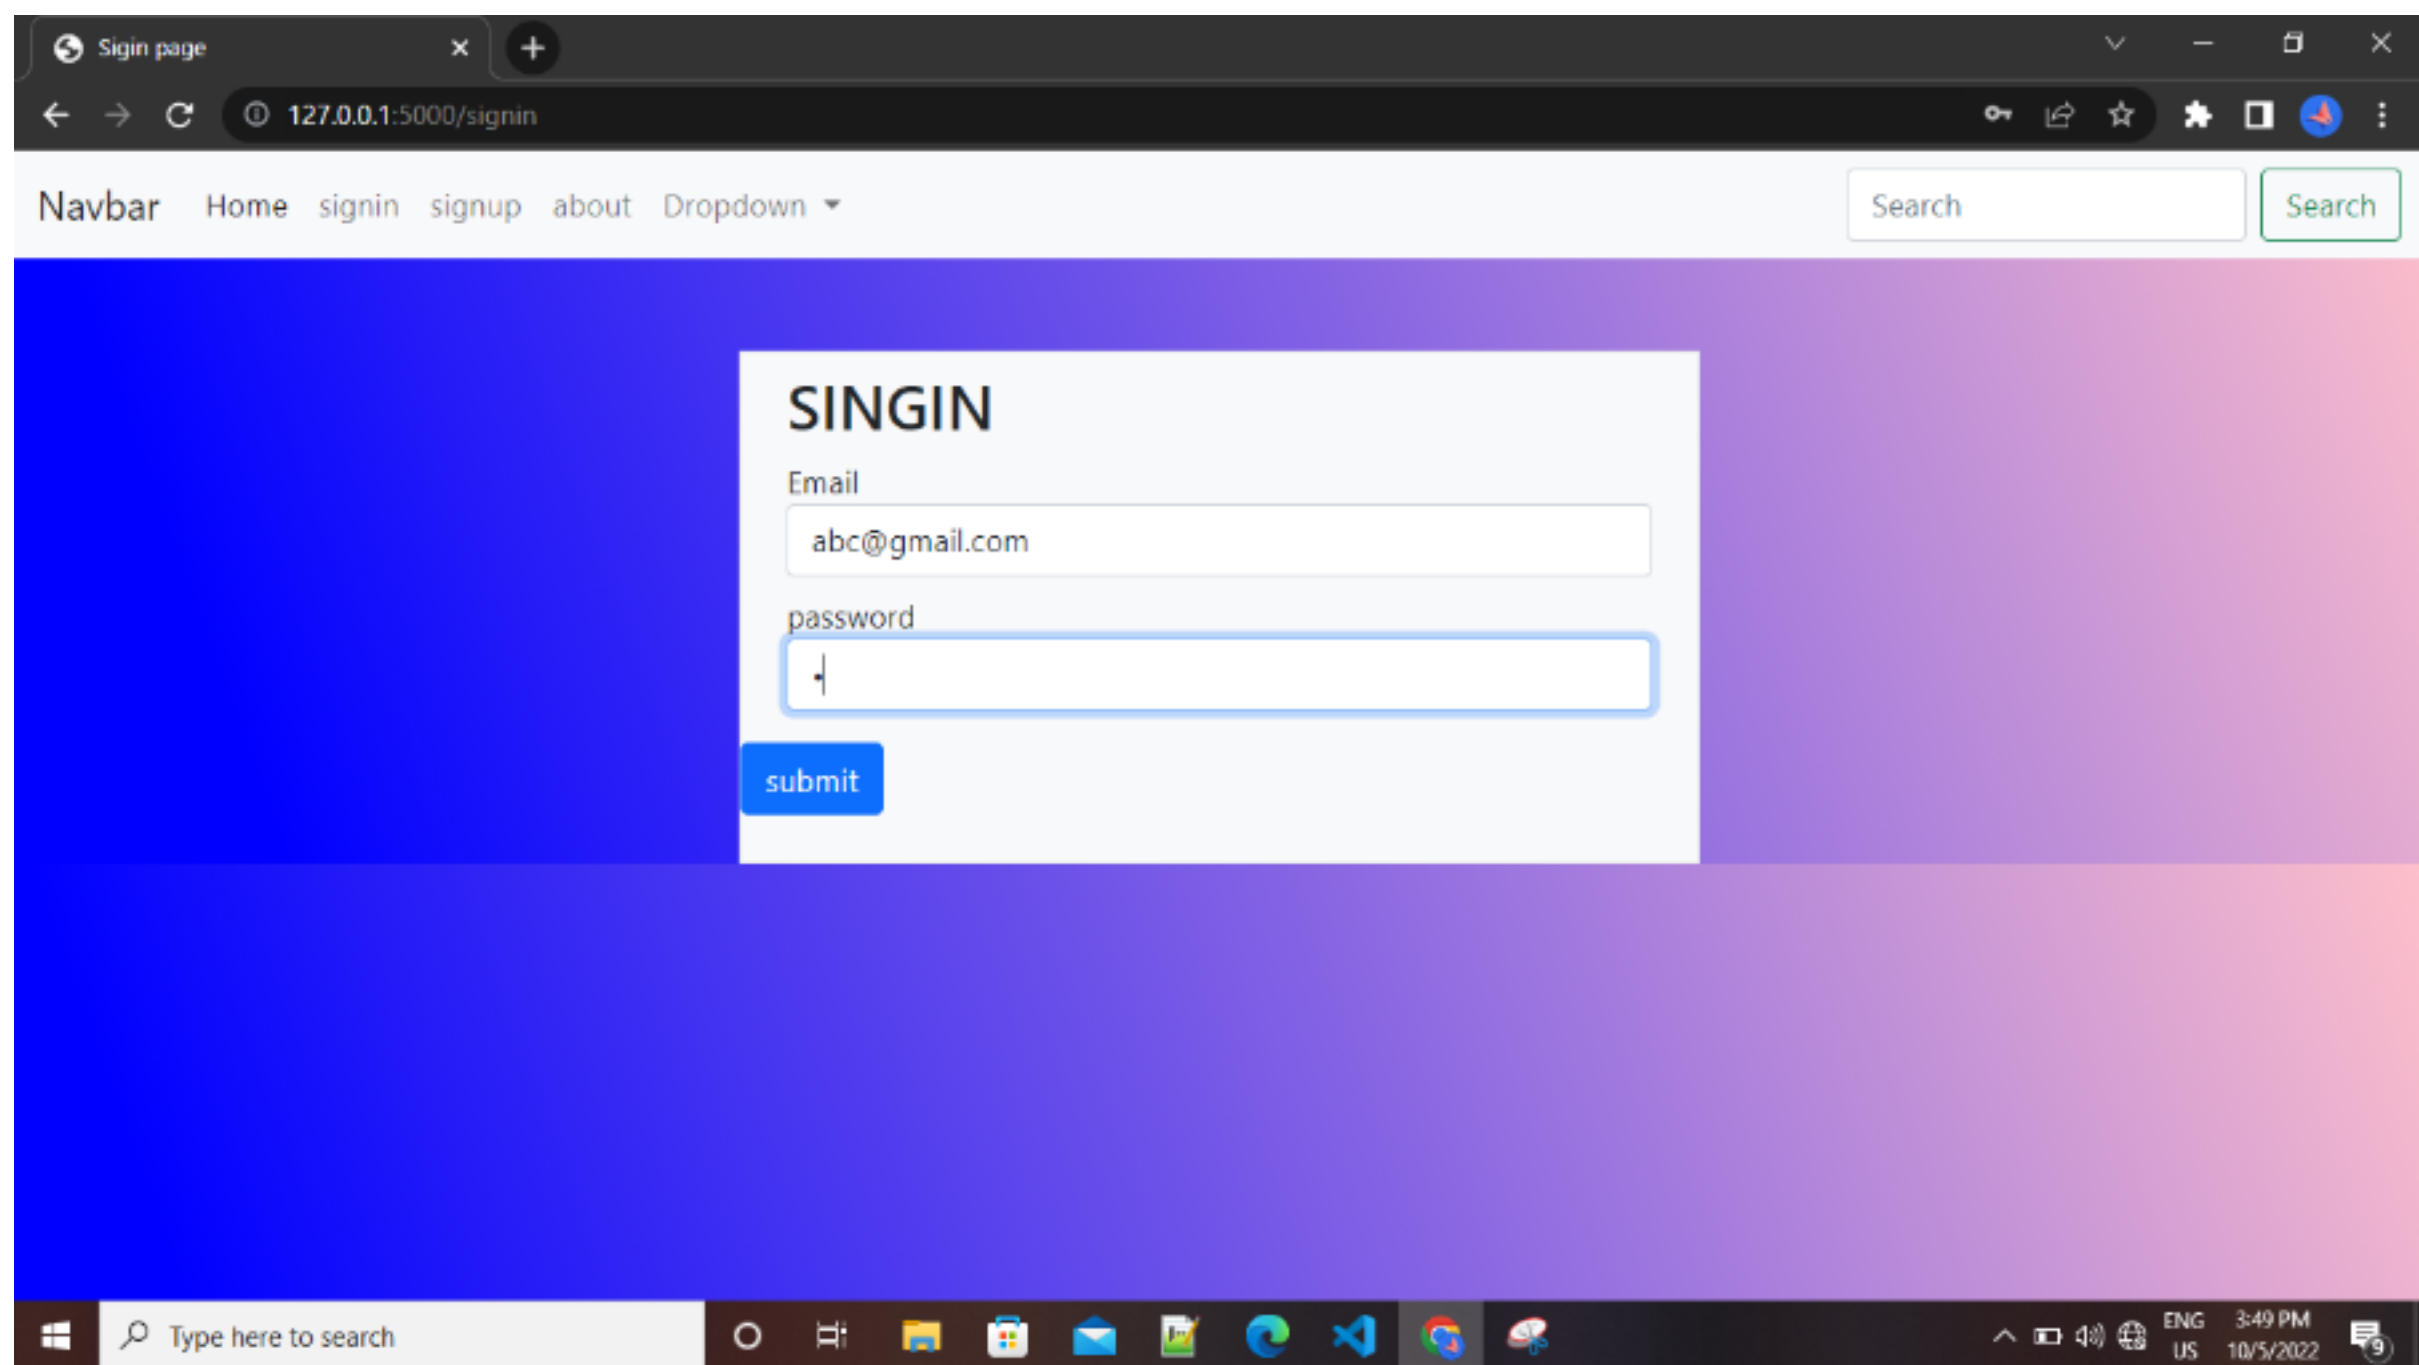 Sigin page
127.0.0.1:5000/signin
Navbar Home signin signup about Dropdown Search Search
SINGIN
Email
abc@gmail.com
password
submit
Type here to search
ENG 3:49 PM
US 10/5/2022
9